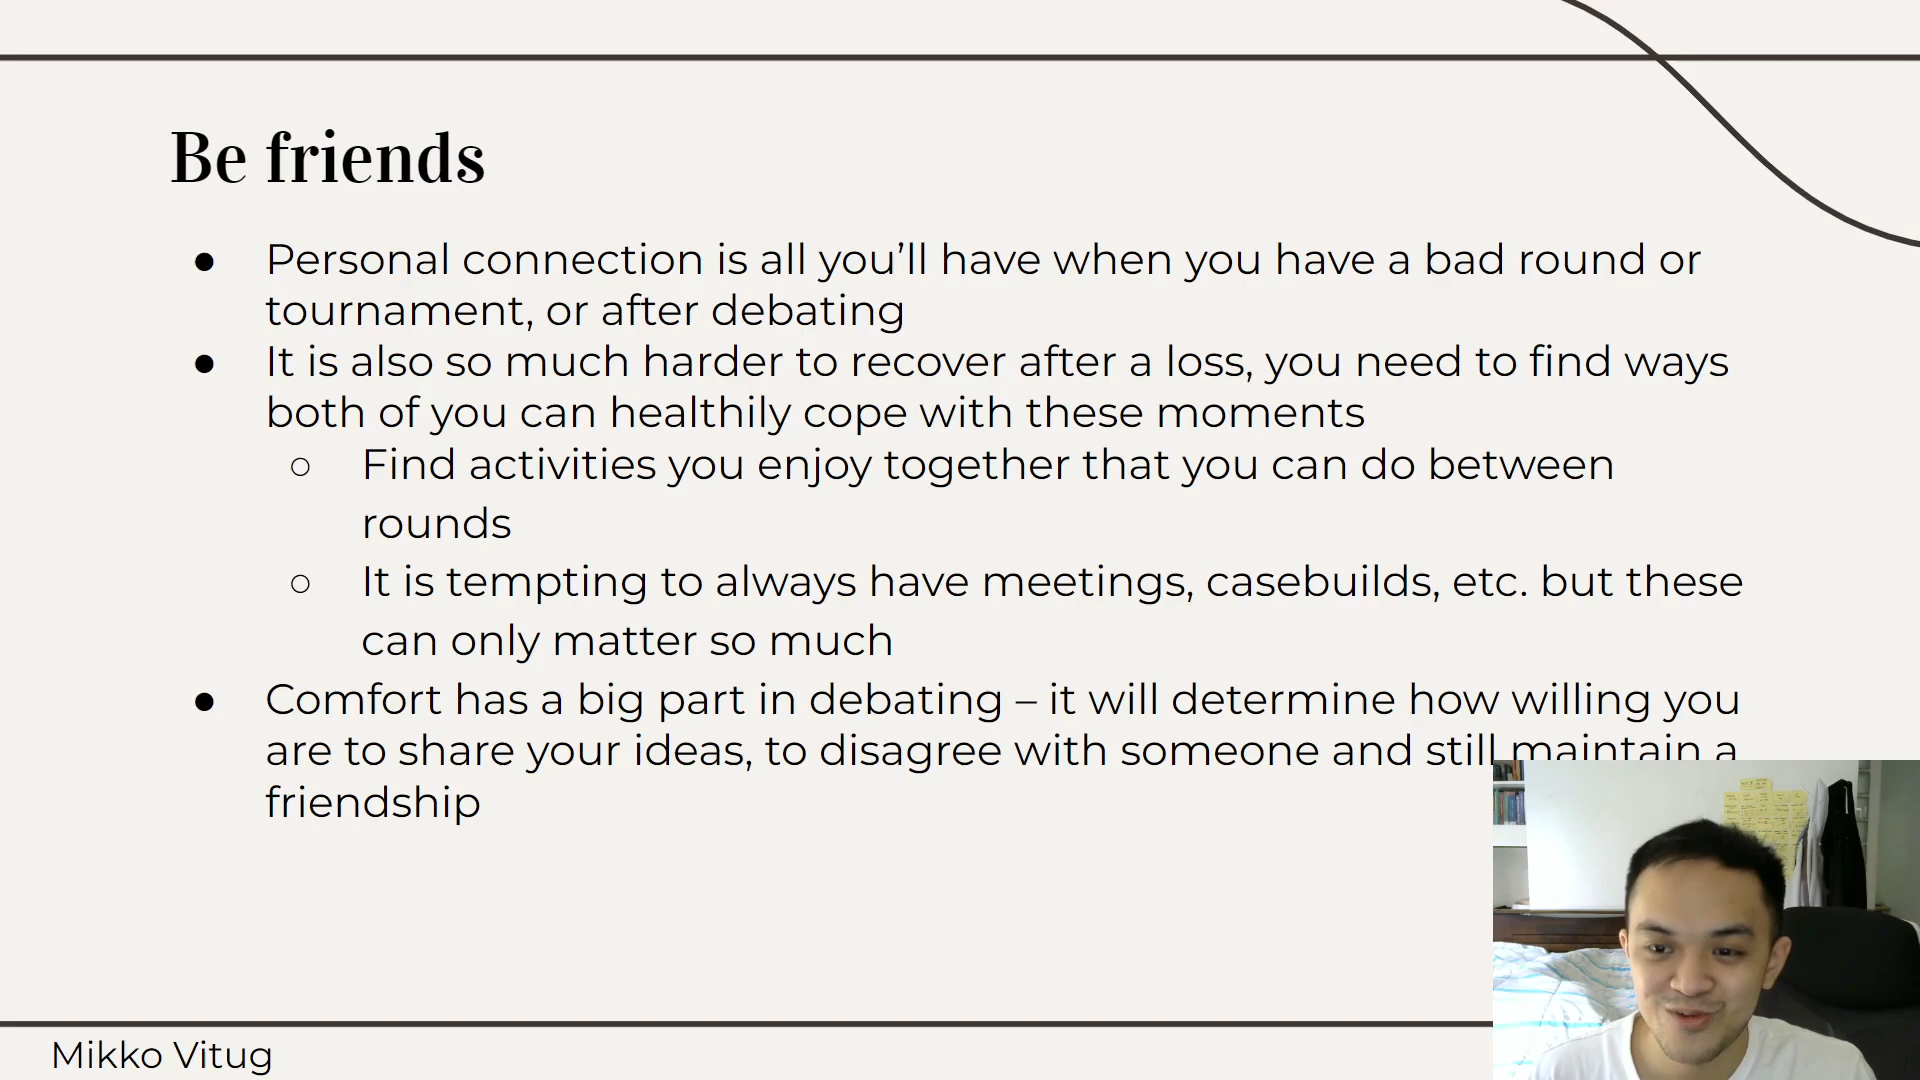 Be friends
● Personal connection is all you’ll have when you have a bad round or
tournament, or after debating
● It is also so much harder to recover after a loss, you need to find ways
both of you can healthily cope with these moments
○ Find activities you enjoy together that you can do between
rounds
○ It is tempting to always have meetings, casebuilds, etc. but these
can only matter so much
● Comfort has a big part in debating – it will determine how willing you
are to share your ideas, to disagree with someone and still maintain a
friendship
Mikko Vitug